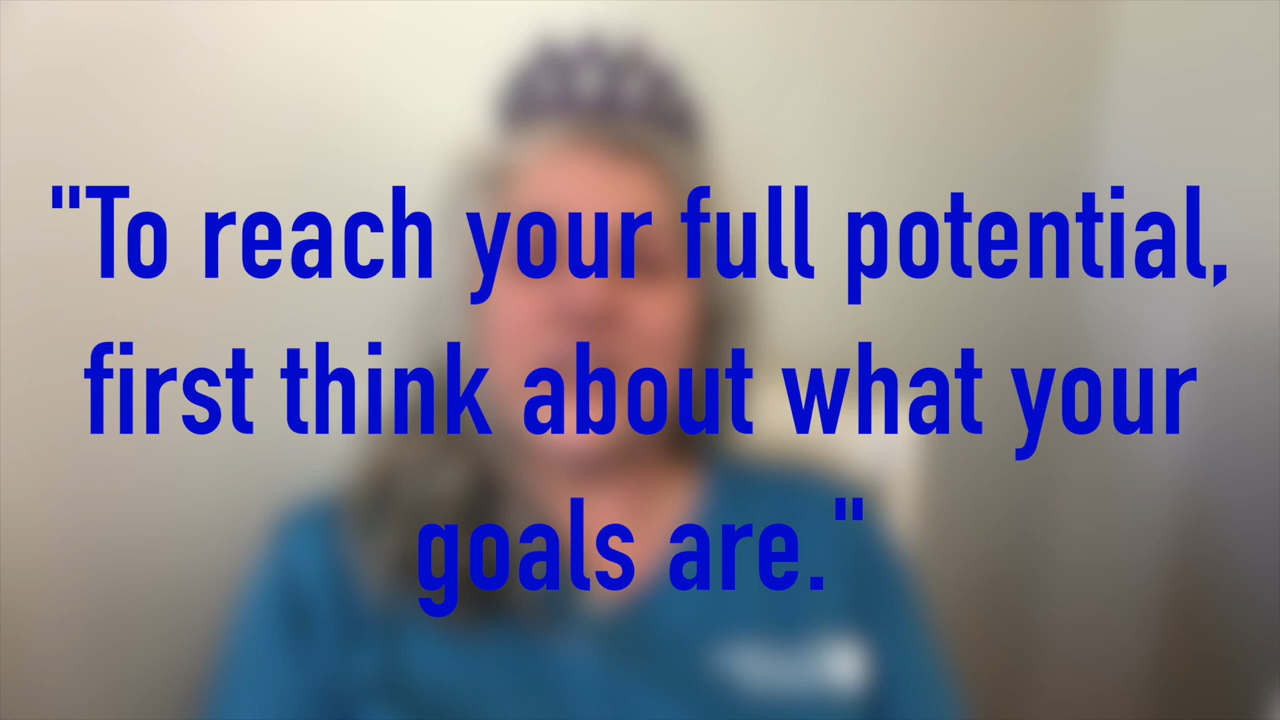 "To reach your full potential,
first think about what your
goals are."